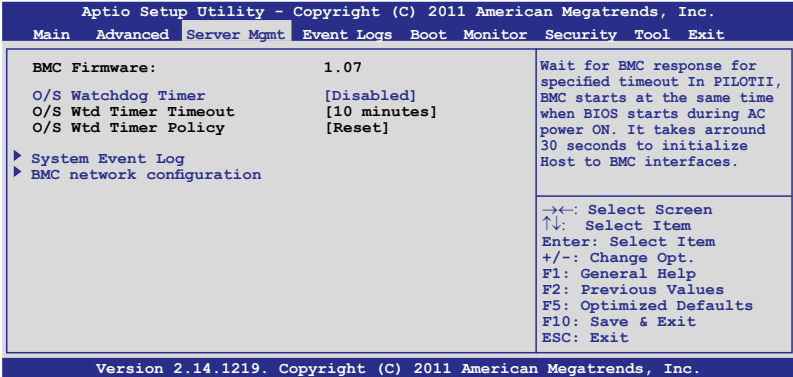 Aptio Setup Utility - Copyright (C) 2011 American Megatrends, Inc.
Main Advanced Server Mgmt Event Logs Boot Monitor Security Tool Exit
BMC Firmware: 1.07
O/S Watchdog Timer [Disabled]
O/S Wtd Timer Timeout [10 minutes]
O/S Wtd Timer Policy [Reset]
System Event Log
BMC network configuration
Wait for BMC response for
specified timeout In PILOTII,
BMC starts at the same time
when BIOS starts during AC
power ON. It takes arround
30 seconds to initialize
Host to BMC interfaces.
→←: Select Screen
↑↓: Select Item
Enter: Select Item
+/-: Change Opt.
F1: General Help
F2: Previous Values
F5: Optimized Defaults
F10: Save & Exit
ESC: Exit
Version 2.14.1219. Copyright (C) 2011 American Megatrends, Inc.